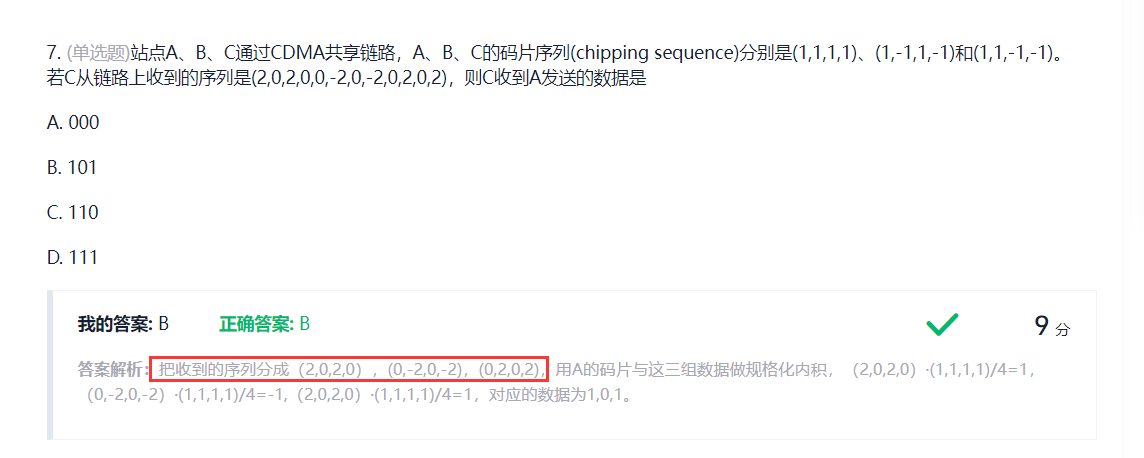 7. (单选题)站点A、B、C通过CDMA共享链路，A、B、C的码片序列(chipping sequence)分别是(1,1,1,1)、(1,-1,1,-1)和(1,1,-1,-1)。
若C从链路上收到的序列是(2,0,2,0,0,-2,0,-2,0,2,0,2)，则C收到A发送的数据是
A. 000
B. 101
C. 110
D. 111
我的答案: B 正确答案: B 9 分
答案解析：把收到的序列分成（2,0,2,0），(0,-2,0,-2)，(0,2,0,2)，用A的码片与这三组数据做规格化内积，（2,0,2,0）·(1,1,1,1)/4=1，
（0,-2,0,-2）·(1,1,1,1)/4=-1,（2,0,2,0）·(1,1,1,1)/4=1，对应的数据为1,0,1。